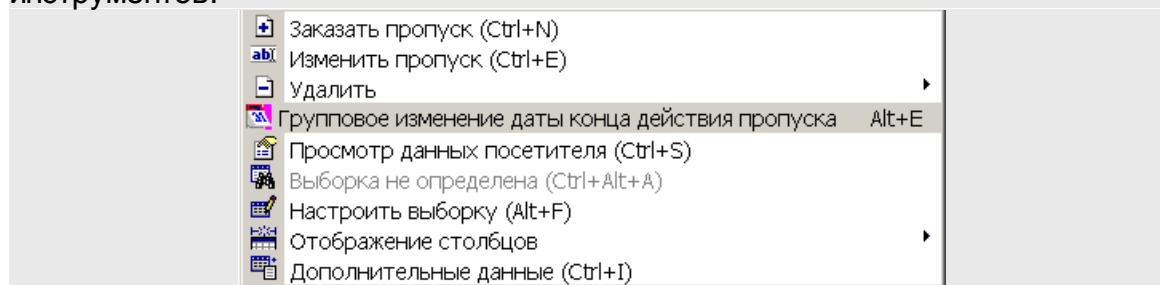 инструментов.
Заказать пропуск (Ctrl+N)
Изменить пропуск (Ctrl+E)
Удалить
Групповое изменение даты конца действия пропуска Alt+E
Просмотр данных посетителя (Ctrl+S)
Выборка не определена (Ctrl+Alt+A)
Настроить выборку (Alt+F)
Отображение столбцов
Дополнительные данные (Ctrl+I)